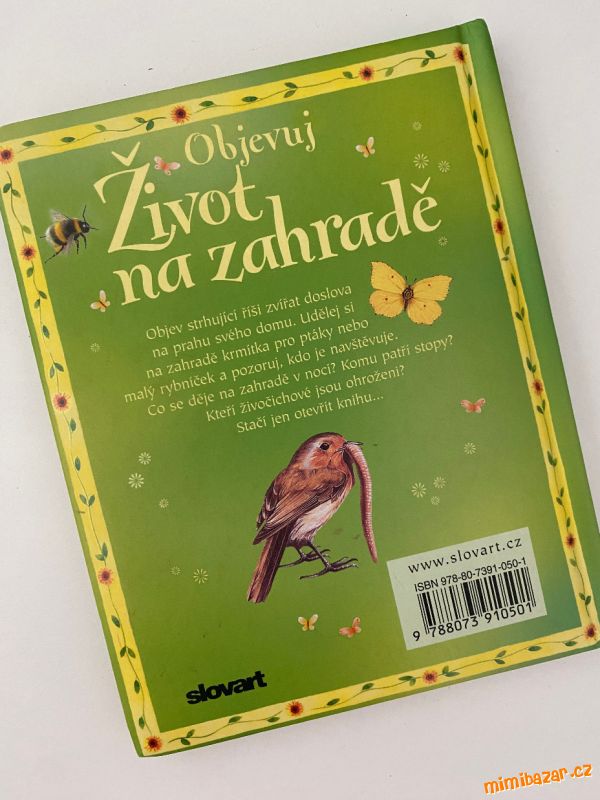 Objevuj
Život
na zahradě
Objev strhující říši zvířat doslova
na prahu svého domu. Udělej si
na zahradě krmítka pro ptáky nebo
malý rybníček a pozoruj, kdo je navštěvuje.
Co se děje na zahradě v noci? Komu patří stopy?
Kteří živočichové jsou ohrožení?
Stačí jen otevřít knihu...
www.slovart.cz
ISBN 978-80-7391-050-1
9 788073 910501
slovart
mimibazar.cz